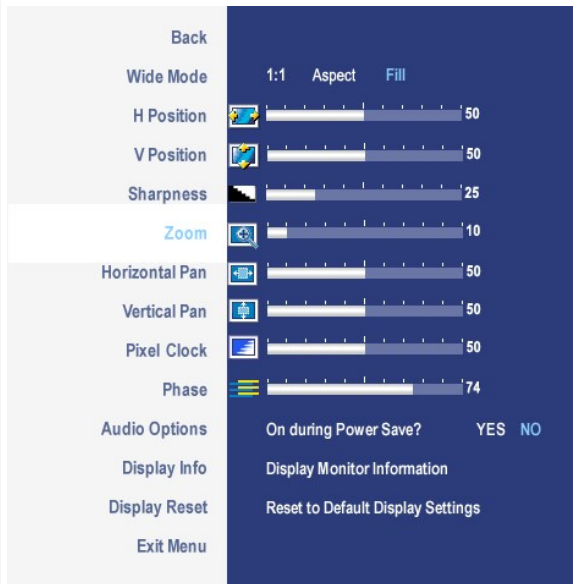 Back
Wide Mode 1:1 Aspect Fill
H Position 50
V Position 50
Sharpness 25
Zoom 10
Horizontal Pan 50
Vertical Pan 50
Pixel Clock 50
Phase 74
Audio Options On during Power Save? YES NO
Display Info Display Monitor Information
Display Reset Reset to Default Display Settings
Exit Menu